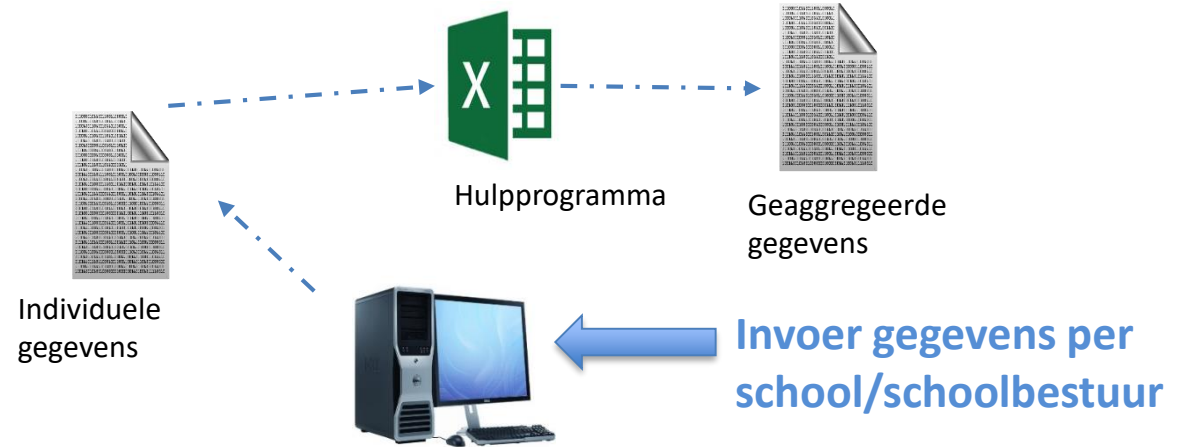 X
Hulpprogramma
Geaggregeerde
gegevens
Individuele
gegevens
Invoer gegevens per
school/schoolbestuur